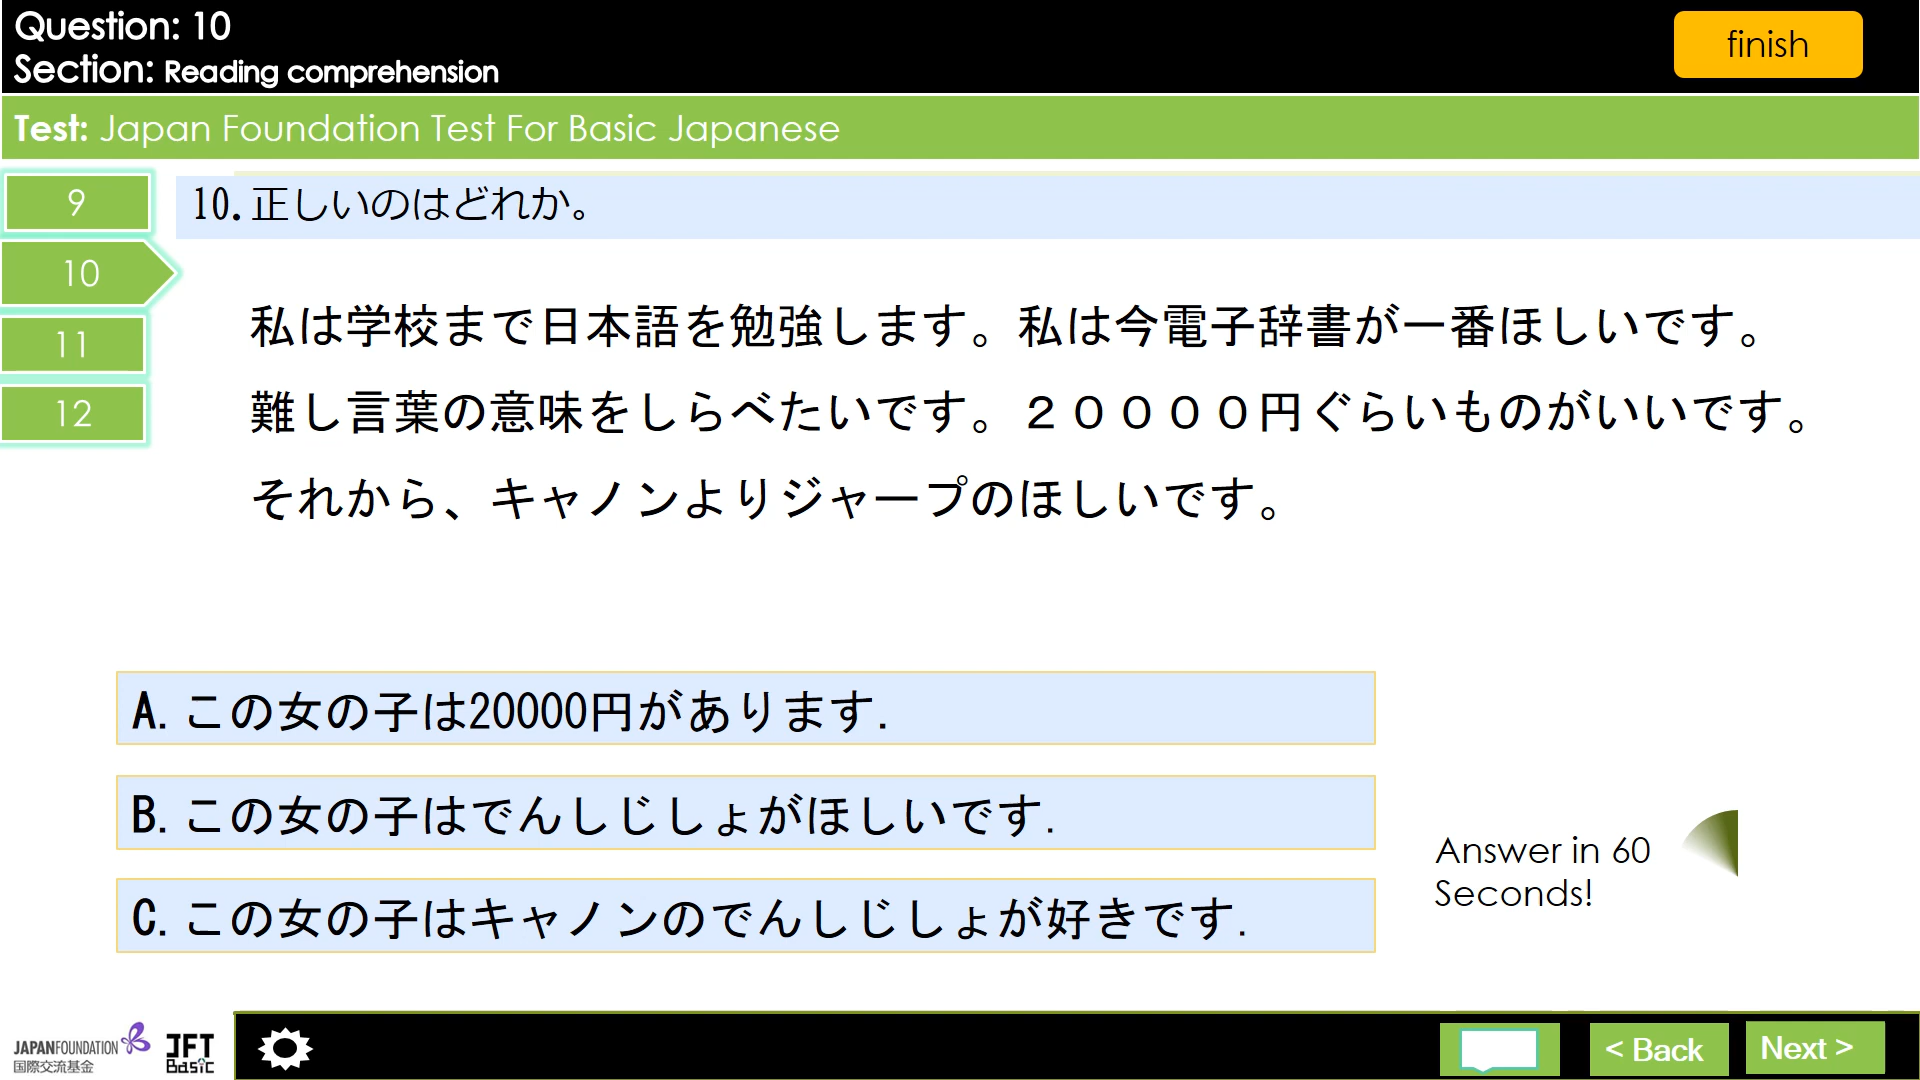 Question: 10
Section: Reading comprehension
finish
Test: Japan Foundation Test For Basic Japanese
9
10
11
12
10.正しいのはどれか。
私は学校まで日本語を勉強します。私は今電子辞書が一番ほしいです。
難し言葉の意味をしらべたいです。２００００円ぐらいものがいいです。
それから、キャノンよりジャープのほしいです。
A.この女の子は20000円があります.
B.この女の子はでんしじしょがほしいです.
C.この女の子はキャノンのでんしじしょが好きです.
Answer in 60
Seconds!
JAPANFOUNDATION
国際交流基金
JFT
Basic
< Back
Next >